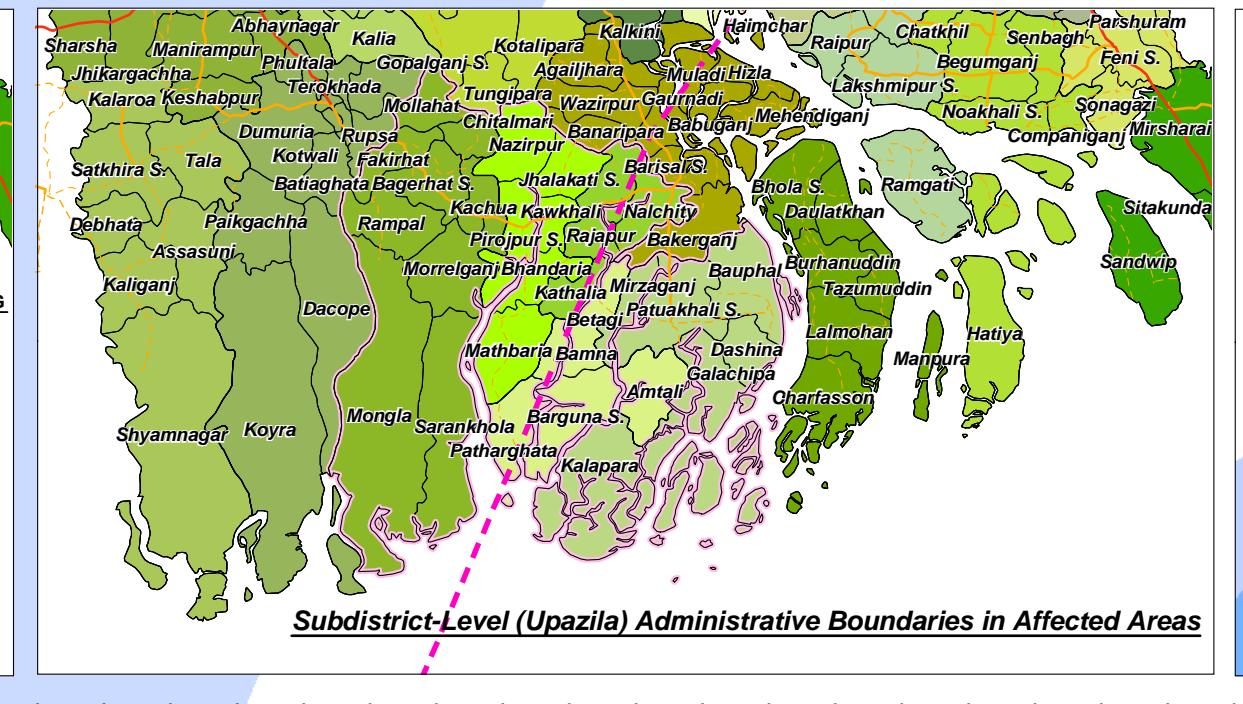 Abhaynagar
Kalkini
Haimchar
Parshuram
Sharsha
Manirampur
Kalia
Kotalipara
Raipur
Chatkhil
Senbagh
Phultala
Gopalganj S.
Agailjhara
Muladi
Hizla
Begumganj
Feni S.
Jhikargachha
Terokhada
Tungipara
Wazirpur
Gaurnadi
Lakshmipur S.
Kalaroa
Keshabpur
Mollahat
Chitalmari
Babuganj
Mehendiganj
Noakhali S.
Sonagazi
Dumuria
Rupsa
Nazirpur
Banaripara
Companiganj
Mirsharai
Satkhira S.
Tala
Kotwali
Fakirhat
Jhalakati S.
Barisal S.
Batiaghata
Bagerhat S.
Bhola S.
Ramgati
Debhata
Paikgachha
Rampal
Kachua
Kawkhali
Nalchity
Daulatkhan
Sitakunda
Assasuni
Pirojpur S.
Rajapur
Bakerganj
Kaliganj
Morrelganj
Bhandaria
Bauphal
Burhanuddin
Sandwip
G
Dacope
Kathalia
Mirzaganj
Tazumuddin
Betagi
Patuakhali S.
Lalmohan
Hatiya
Mathbaria
Bamna
Dashina
Manpura
Galachipa
Amtali
Charfasson
Mongla
Sarankhola
Barguna S.
Shyamnagar
Koyra
Patharghata
Kalapara
Subdistrict-Level (Upazila) Administrative Boundaries in Affected Areas